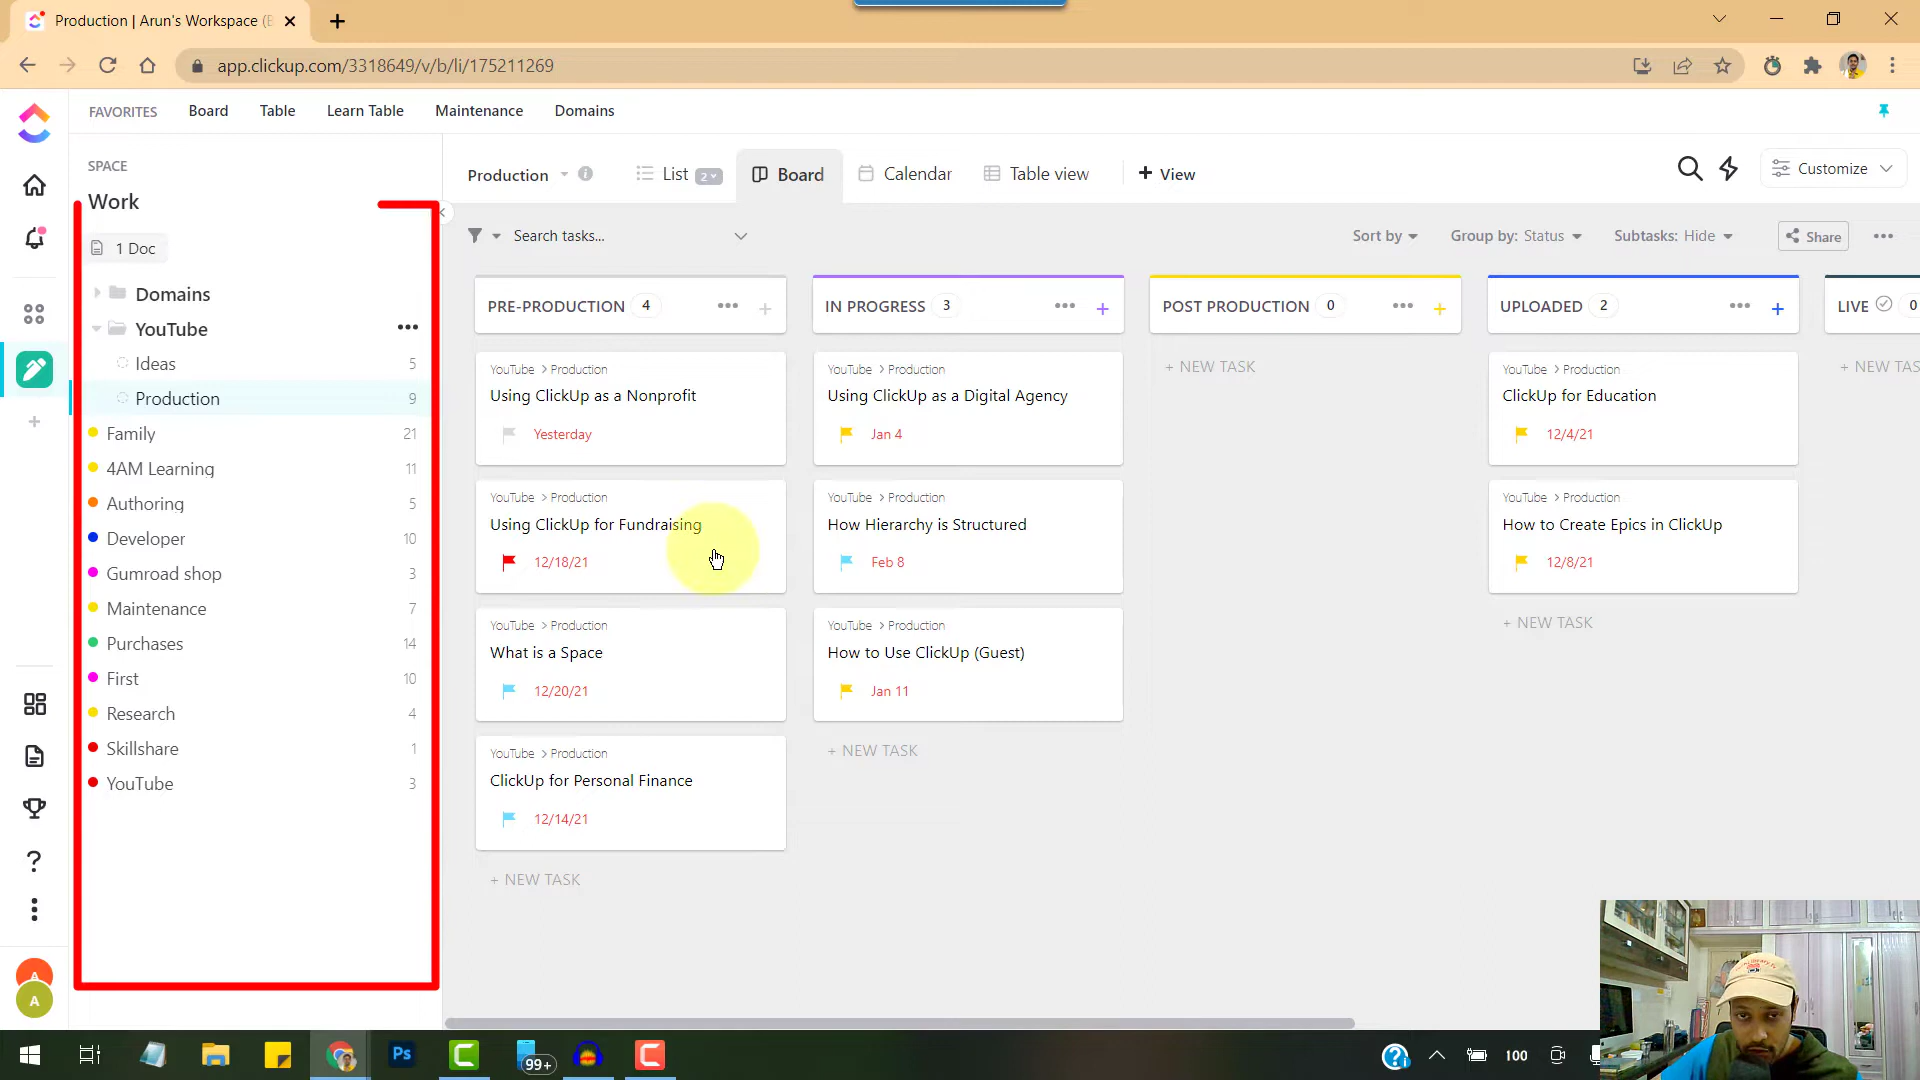 Production | Arun's Workspace (B
app.clickup.com/3318649/v/b/li/175211269
FAVORITES Board Table Learn Table Maintenance Domains
SPACE
Work
1 Doc
Domains
YouTube
Ideas 5
Production 9
Family 21
4AM Learning 11
Authoring 5
Developer 10
Gumroad shop 3
Maintenance 7
Purchases 14
First 10
Research 4
Skillshare 1
YouTube 3
A
A
Production List 2 Board Calendar Table view + View Customize
Search tasks... Sort by Group by: Status Subtasks: Hide Share
PRE-PRODUCTION 4
YouTube > Production
Using ClickUp as a Nonprofit
Yesterday
YouTube > Production
Using ClickUp for Fundraising
12/18/21
YouTube > Production
What is a Space
12/20/21
YouTube > Production
ClickUp for Personal Finance
12/14/21
+ NEW TASK
IN PROGRESS 3
YouTube > Production
Using ClickUp as a Digital Agency
Jan 4
YouTube > Production
How Hierarchy is Structured
Feb 8
YouTube > Production
How to Use ClickUp (Guest)
Jan 11
+ NEW TASK
POST PRODUCTION 0
+ NEW TASK
UPLOADED 2
YouTube > Production
ClickUp for Education
12/4/21
YouTube > Production
How to Create Epics in ClickUp
12/8/21
+ NEW TASK
LIVE 0
+ NEW TAS
Ps 99+ 100